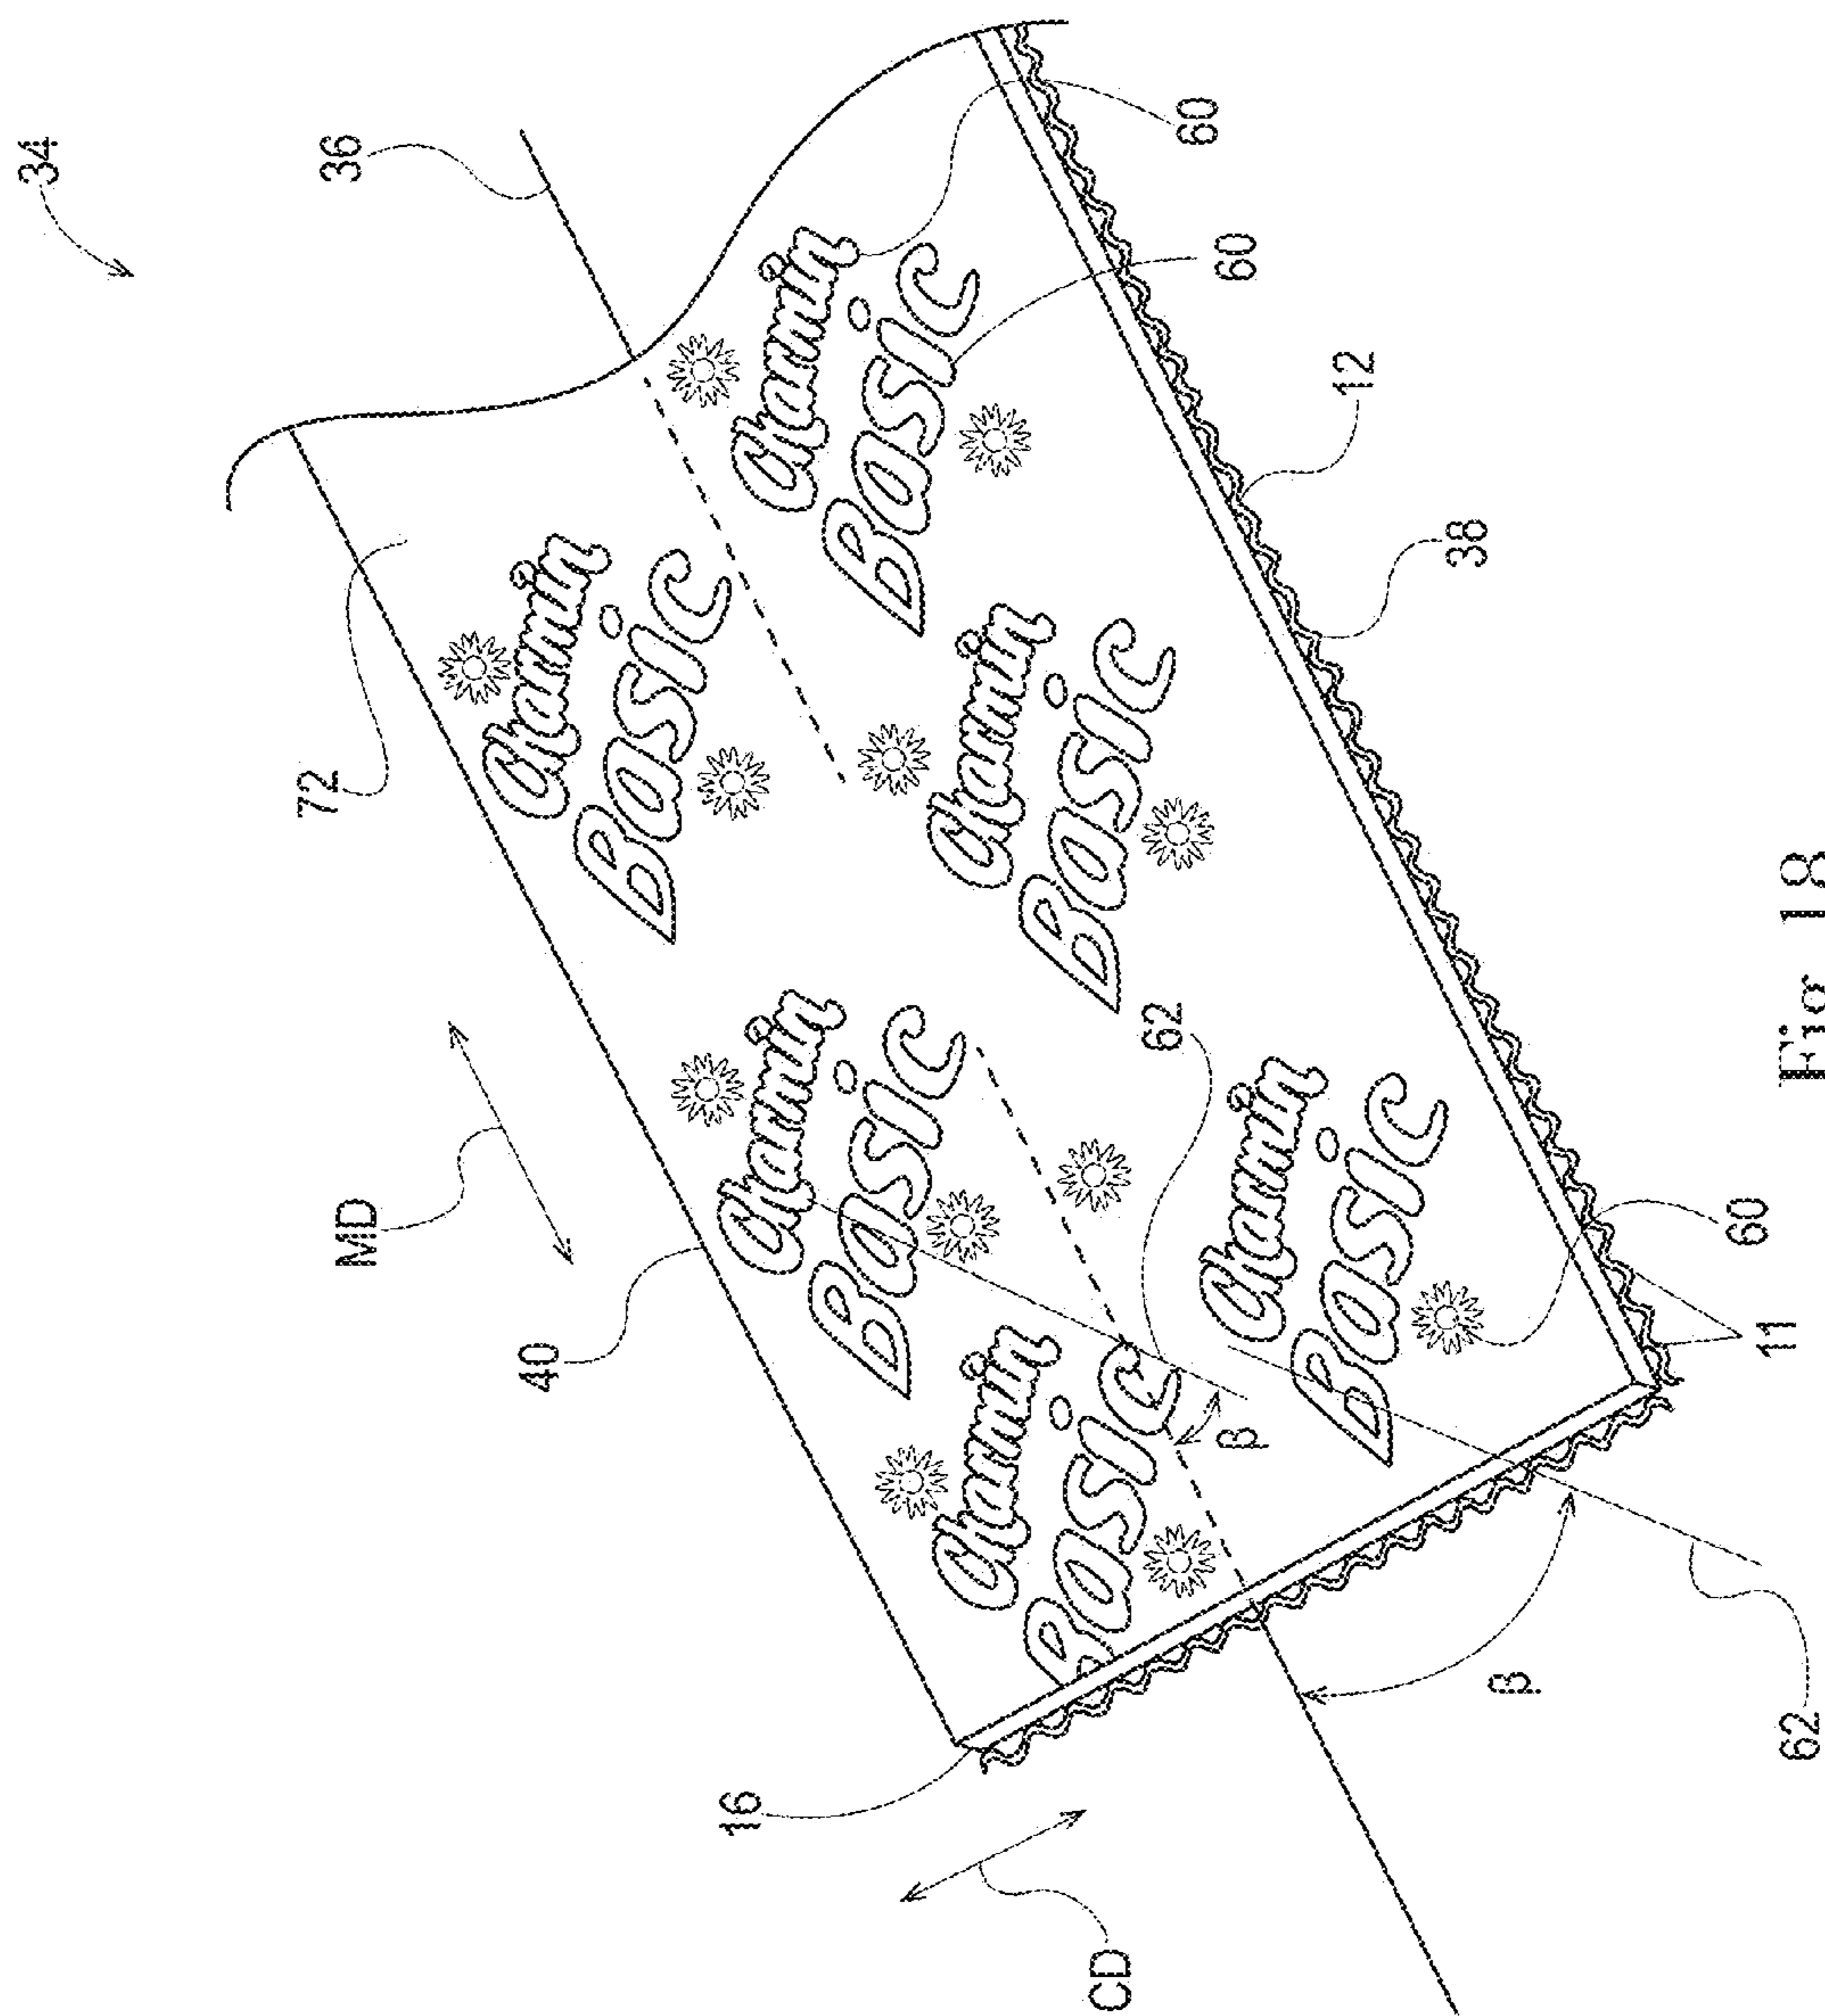 34
36
72
MD
40
Charmin
Basic
Charmin
Basic
Charmin
Basic
Charmin
Basic
Charmin
Basic
Charmin
Basic
16
CD
62
60
60
β
12
38
β
60
11
62
Fig. 18